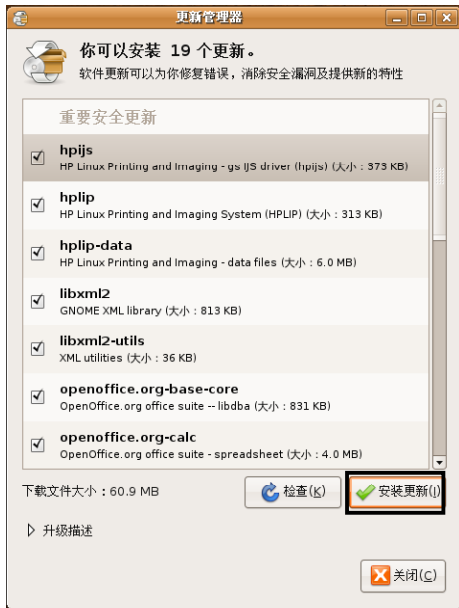 更新管理器
你可以安装 19 个更新。
软件更新可以为你修复错误，消除安全漏洞及提供新的特性
重要安全更新
hpijs
HP Linux Printing and Imaging - gs IJS driver (hpijs) (大小：373 KB)
hplip
HP Linux Printing and Imaging System (HPLIP) (大小：313 KB)
hplip-data
HP Linux Printing and Imaging - data files (大小：6.0 MB)
libxml2
GNOME XML library (大小：813 KB)
libxml2-utils
XML utilities (大小：36 KB)
openoffice.org-base-core
OpenOffice.org office suite -- libdba (大小：831 KB)
openoffice.org-calc
OpenOffice.org office suite - spreadsheet (大小：4.0 MB)
下载文件大小：60.9 MB 检查(K) 安装更新(I)
升级描述
关闭(C)